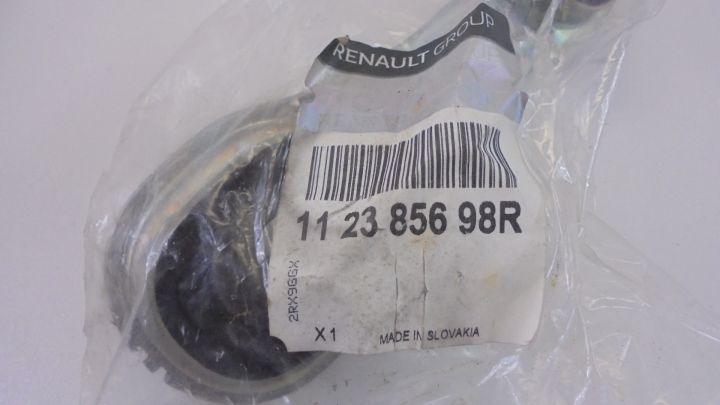 RENAULT GROUP
11 23 856 98R
2RX9GGX
X1
MADE IN SLOVAKIA